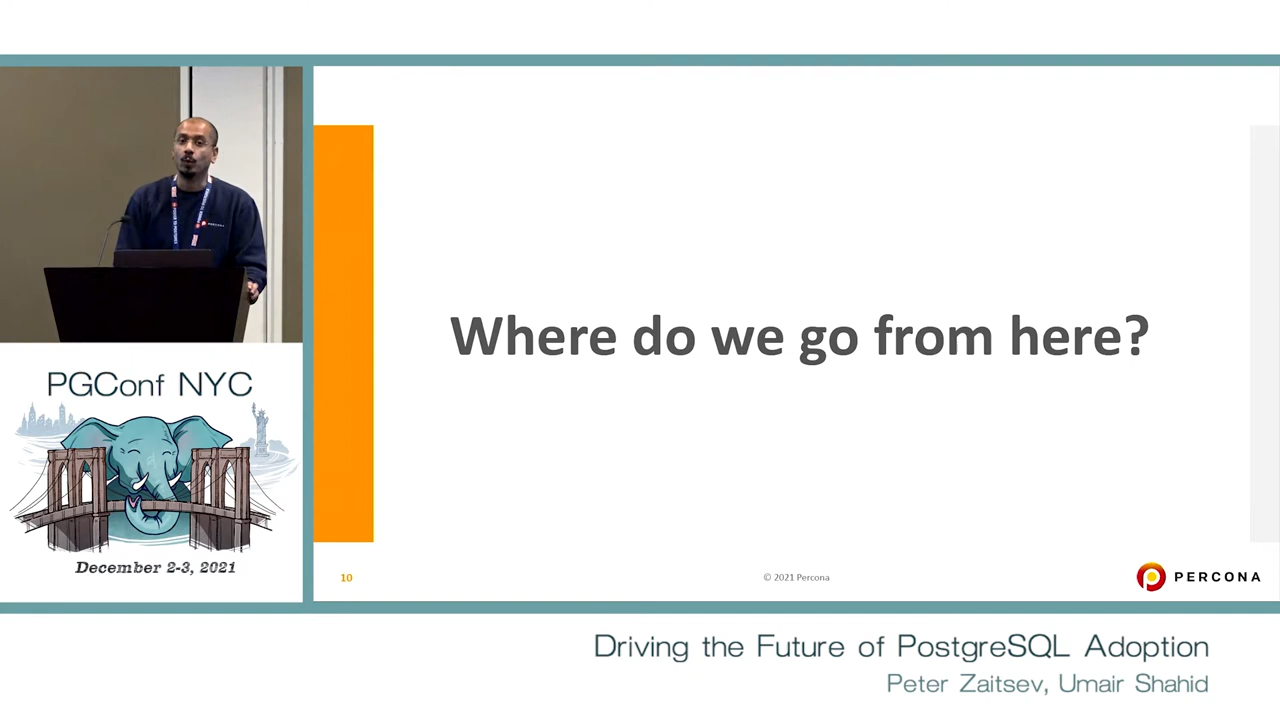 Where do we go from here?
10
© 2021 Percona
PERCONA
PERCONA
PGConf NYC
December 2-3, 2021
Driving the Future of PostgreSQL Adoption
Peter Zaitsev, Umair Shahid